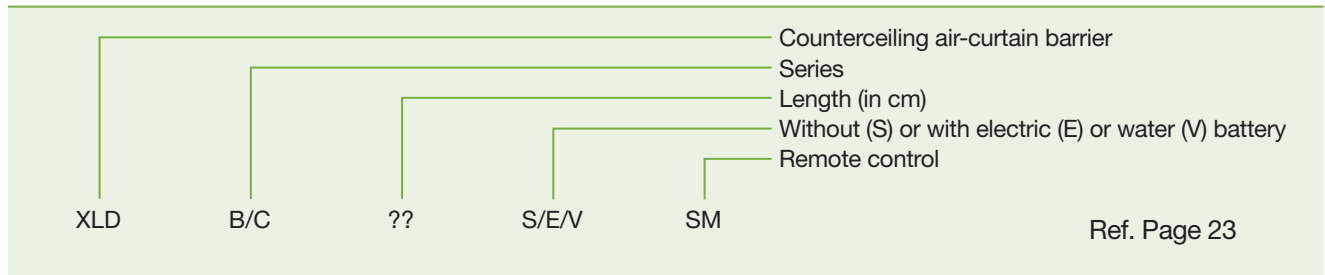 Counterceiling air-curtain barrier
Series
Length (in cm)
Without (S) or with electric (E) or water (V) battery
Remote control
XLD B/C ?? S/E/V SM
Ref. Page 23